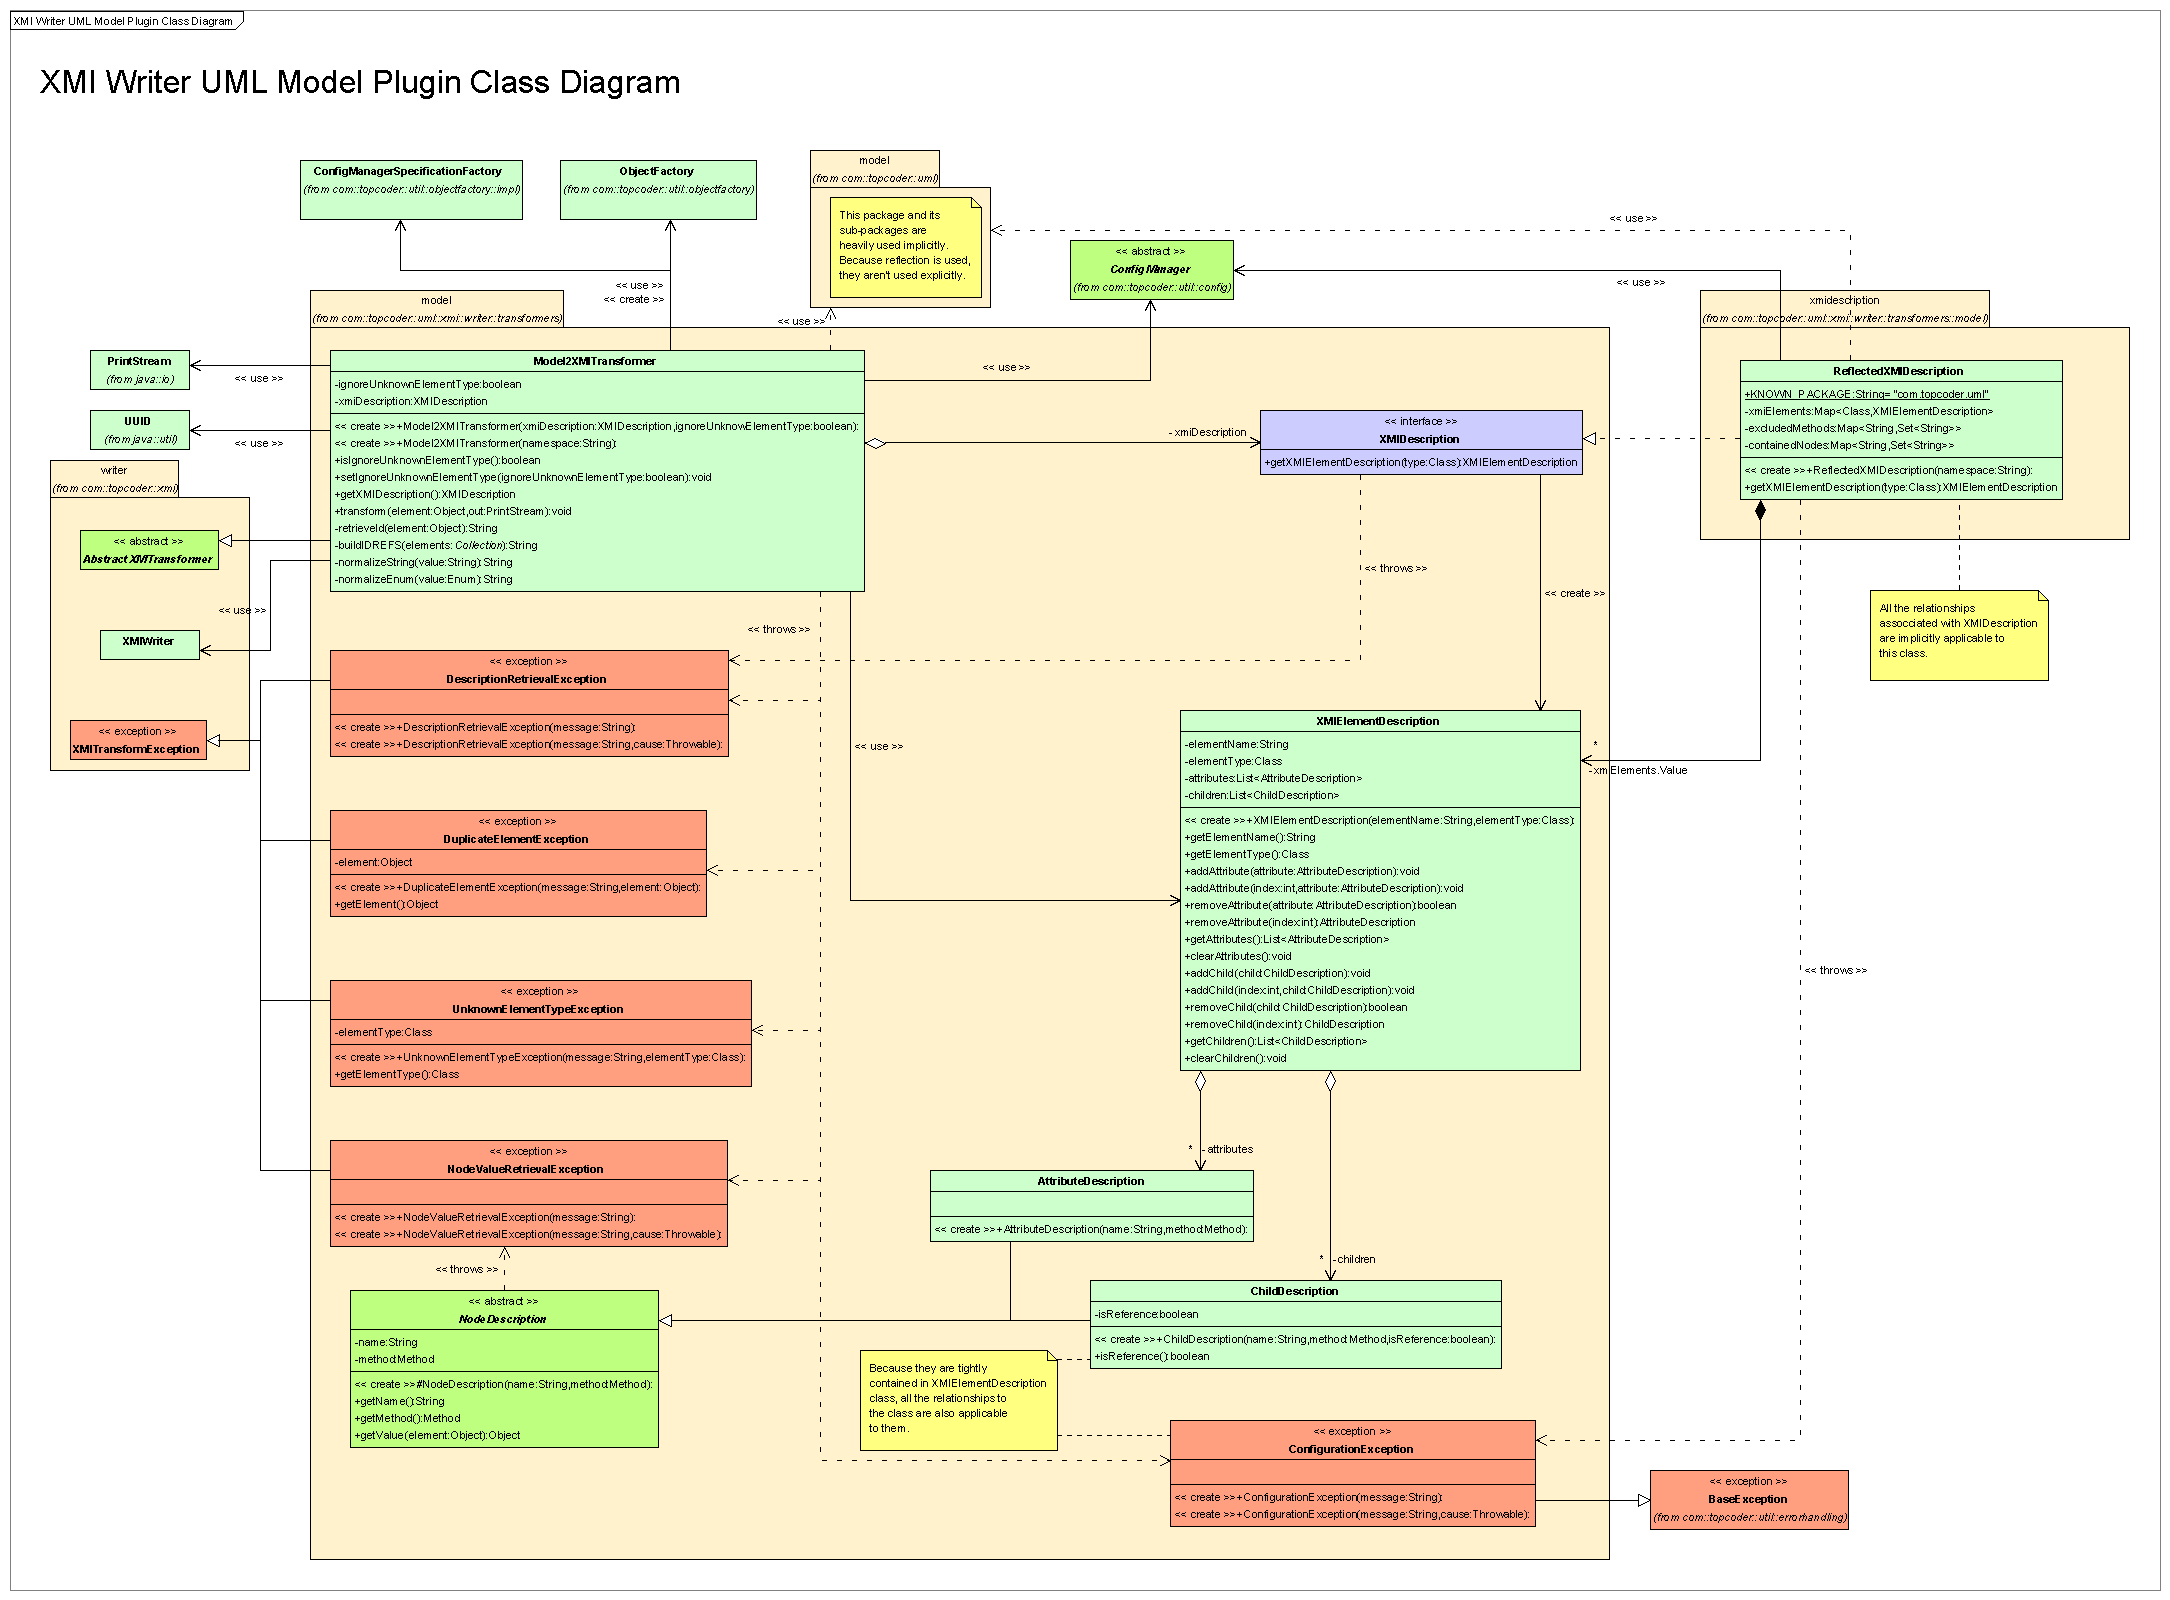 XMI Writer UML Model Plugin Class Diagram
XMI Writer UML Model Plugin Class Diagram
ConfigManagerSpecificationFactory
(from com::topcoder::util::objectfactory::impl)
ObjectFactory
(from com::topcoder::util::objectfactory)
model
(from com::topcoder::uml)
This package and its
sub-packages are
heavily used implicitly.
Because reflection is used,
they aren't used explicitly.
<< use >>
<< abstract >>
ConfigManager
(from com::topcoder::util::config)
<< use >>
<< use >>
<< create >>
<< use >>
model
(from com::topcoder::uml::xmi::writer::transformers)
xmidescription
(from com::topcoder::uml::xmi::writer::transformers::model)
PrintStream
(from java::io)
<< use >>
UUID
(from java::util)
<< use >>
<< use >>
Model2XMITransformer
-ignoreUnknownElementType:boolean
-xmiDescription:XMIDescription
<< create >>+Model2XMITransformer(xmiDescription:XMIDescription,ignoreUnkownElementType:boolean):
<< create >>+Model2XMITransformer(namespace:String):
+isIgnoreUnknownElementType():boolean
+setIgnoreUnknownElementType(ignoreUnknownElementType:boolean):void
+getXMIDescription():XMIDescription
+transform(element:Object,out:PrintStream):void
-retrieveId(element:Object):String
-buildIDREFS(elements: Collection):String
-normalizeString(value:String): String
-normalizeEnum(value:Enum): String
-xmiDescription
<< interface >>
XMIDescription
+getXMIElementDescription(type:Class):XMIElementDescription
ReflectedXMIDescription
+KNOWN_PACKAGE:String= "com.topcoder.uml"
-xmiElements:Map<Class,XMIElementDescription>
-excludedMethods:Map<String,Set<String>>
-containedNodes:Map<String,Set<String>>
<< create >>+ReflectedXMIDescription(namespace:String):
+getXMIElementDescription(type:Class):XMIElementDescription
writer
(from com::topcoder::xmi)
<< abstract >>
AbstractXMITransformer
<< use >>
XMIWriter
<< exception >>
XMITransformException
<< throws >>
<< throws >>
<< create >>
All the relationships
assocciated with XMIDescription
are implicitly applicable to
this class.
<< exception >>
DescriptionRetrievalException
<< create >>+DescriptionRetrievalException(message:String):
<< create >>+DescriptionRetrievalException(message:String,cause:Throwable):
<< use >>
*
-xmiElements.Value
XMIElementDescription
-elementName:String
-elementType:Class
-attributes:List<AttributeDescription>
-children:List<ChildDescription>
<< create >>+XMIElementDescription(elementName:String,elementType:Class):
+getElementName():String
+getElementType():Class
+addAttribute(attribute:AttributeDescription):void
+addAttribute(index:int,attribute:AttributeDescription):void
+removeAttribute(attribute: AttributeDescription):boolean
+removeAttribute(index:int):AttributeDescription
+getAttributes():List<AttributeDescription>
+clearAttributes():void
+addChild(child:ChildDescription):void
+addChild(index:int,child:ChildDescription):void
+removeChild(child:ChildDescription):boolean
+removeChild(index:int): ChildDescription
+getChildren():List<ChildDescription>
+clearChildren():void
<< exception >>
DuplicateElementException
-element:Object
<< create >>+DuplicateElementException(message:String,element:Object):
+getElement():Object
<< throws >>
<< exception >>
UnknownElementTypeException
-elementType:Class
<< create >>+UnknownElementTypeException(message:String,elementType:Class):
+getElementType():Class
<< exception >>
NodeValueRetrievalException
<< create >>+NodeValueRetrievalException(message:String):
<< create >>+NodeValueRetrievalException(message:String,cause:Throwable):
* -attributes
AttributeDescription
<< create >>+AttributeDescription(name:String,method:Method):
* -children
<< throws >>
<< abstract >>
NodeDescription
-name:String
-method:Method
<< create >>#NodeDescription(name:String,method:Method):
+getName():String
+getMethod():Method
+getValue(element:Object):Object
ChildDescription
-isReference:boolean
<< create >>+ChildDescription(name:String,method:Method,isReference:boolean):
+isReference():boolean
Because they are tightly
contained in XMIElementDescription
class, all the relationships to
the class are also applicable
to them.
<< exception >>
ConfigurationException
<< create >>+ConfigurationException(message:String):
<< create >>+ConfigurationException(message:String,cause:Throwable):
<< exception >>
BaseException
(from com::topcoder::util::errorhandling)